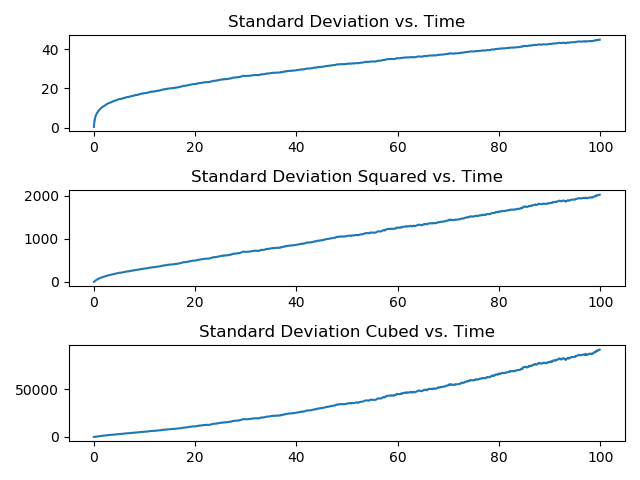 Standard Deviation vs. Time
40
20
0
0 20 40 60 80 100
Standard Deviation Squared vs. Time
2000
1000
0
0 20 40 60 80 100
Standard Deviation Cubed vs. Time
50000
0
0 20 40 60 80 100